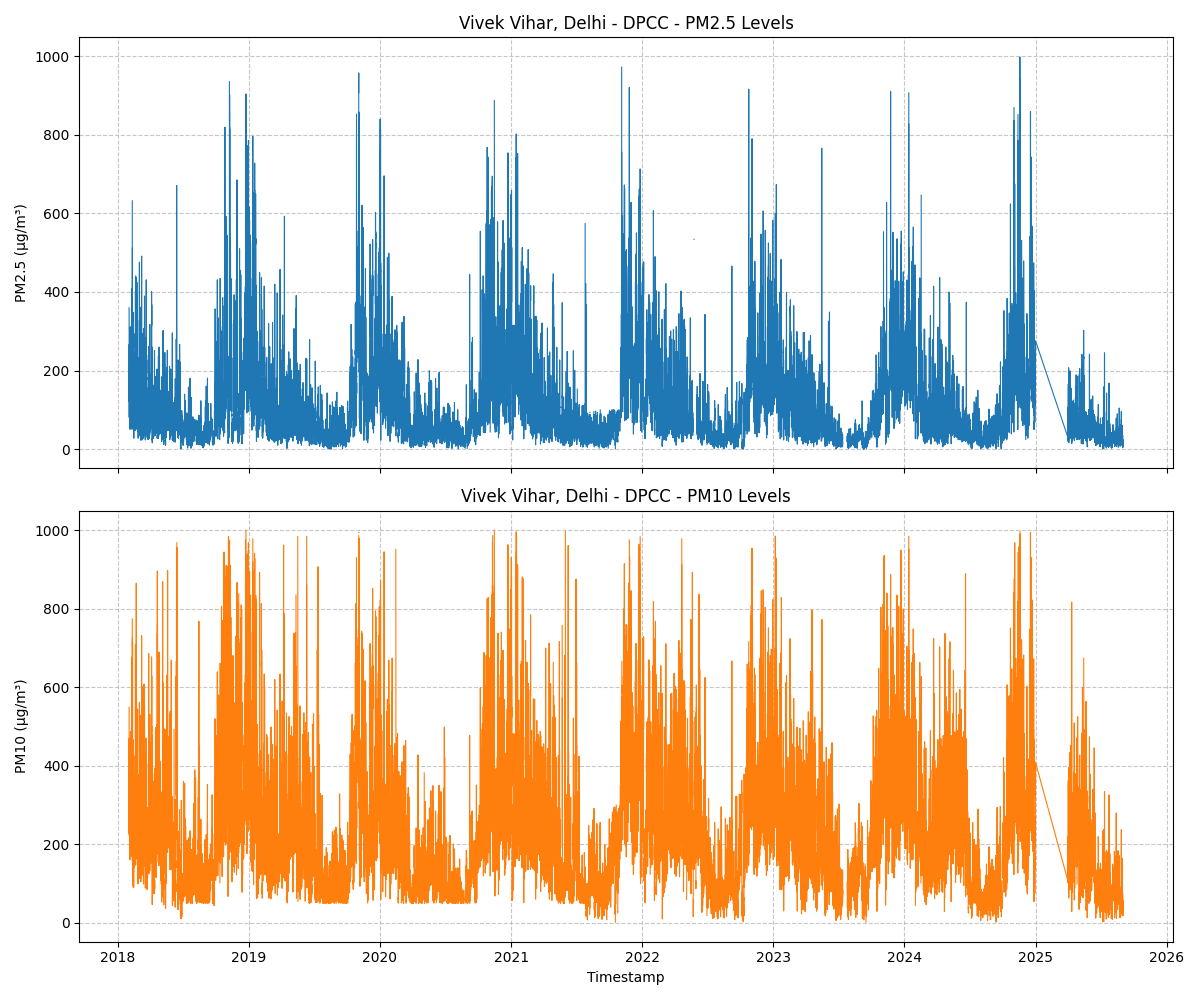 Vivek Vihar, Delhi - DPCC - PM2.5 Levels
1000
800
600
400
200
0
PM2.5 (µg/m³)
Vivek Vihar, Delhi - DPCC - PM10 Levels
1000
800
600
400
200
0
PM10 (µg/m³)
2018 2019 2020 2021 2022 2023 2024 2025 2026
Timestamp